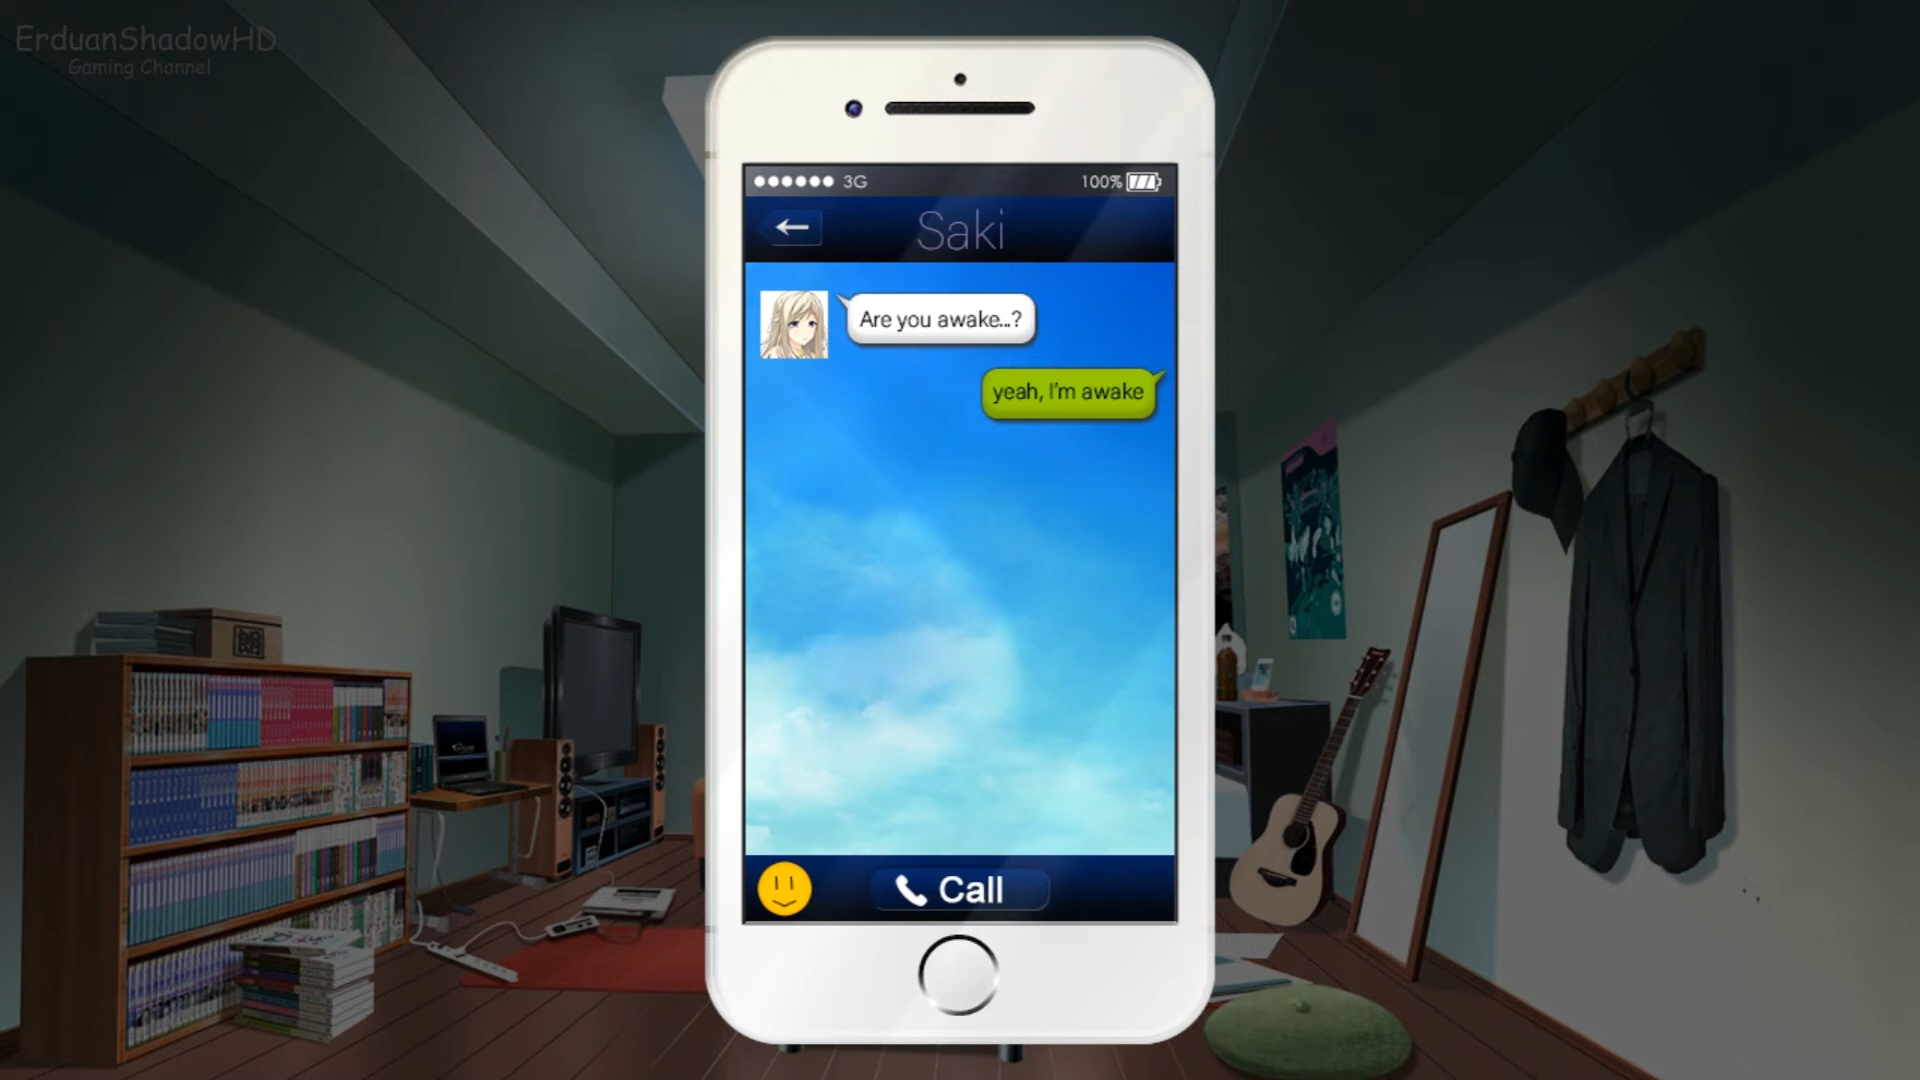 ErduanShadowHD
Gaming Channel
3G
100%
Saki
Are you awake...?
yeah, I'm awake
Call